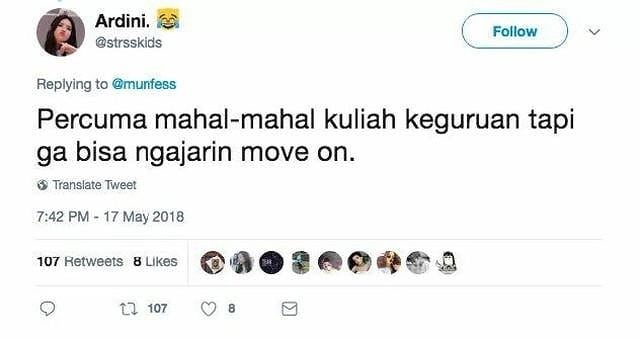 Ardini. 😹
@strsskids
Follow
Replying to @munfess
Percuma mahal-mahal kuliah keguruan tapi
ga bisa ngajarin move on.
Translate Tweet
7:42 PM - 17 May 2018
107 Retweets 8 Likes
107 8